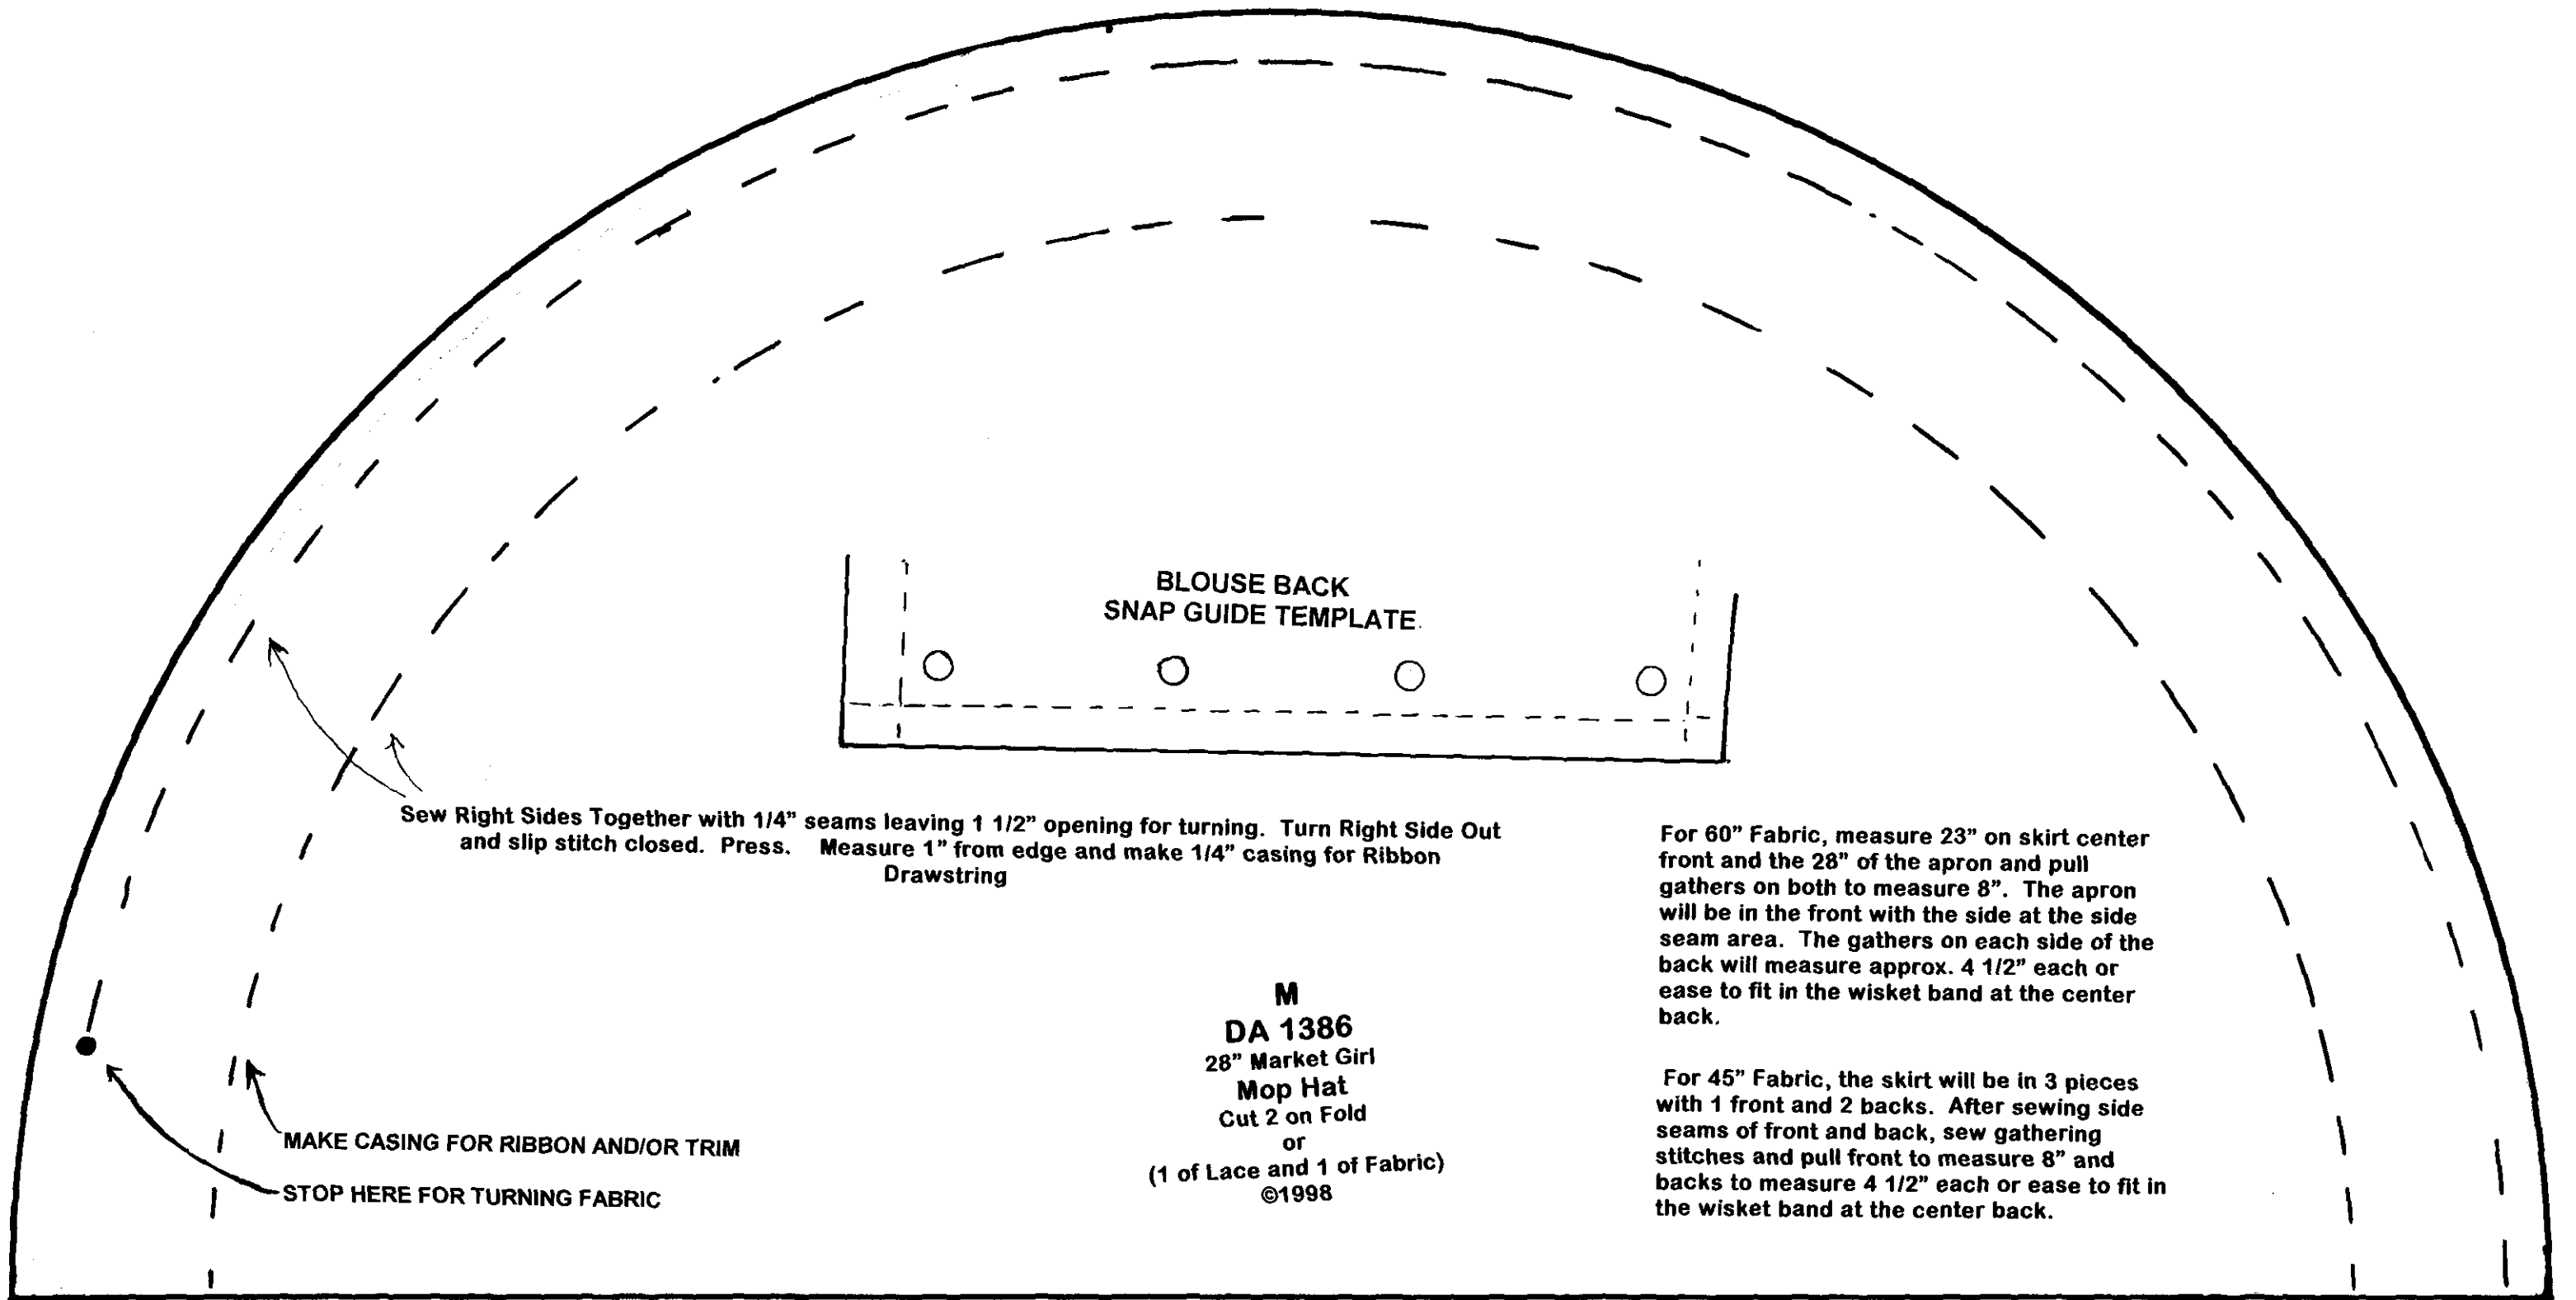 BLOUSE BACK
SNAP GUIDE TEMPLATE
Sew Right Sides Together with 1/4” seams leaving 1 1/2” opening for turning. Turn Right Side Out
and slip stitch closed. Press. Measure 1” from edge and make 1/4” casing for Ribbon
Drawstring
For 60” Fabric, measure 23” on skirt center
front and the 28” of the apron and pull
gathers on both to measure 8”. The apron
will be in the front with the side at the side
seam area. The gathers on each side of the
back will measure approx. 4 1/2” each or
ease to fit in the wisket band at the center
back.
M
DA 1386
28” Market Girl
Mop Hat
Cut 2 on Fold
or
(1 of Lace and 1 of Fabric)
©1998
For 45” Fabric, the skirt will be in 3 pieces
with 1 front and 2 backs. After sewing side
seams of front and back, sew gathering
stitches and pull front to measure 8” and
backs to measure 4 1/2” each or ease to fit in
the wisket band at the center back.
MAKE CASING FOR RIBBON AND/OR TRIM
STOP HERE FOR TURNING FABRIC